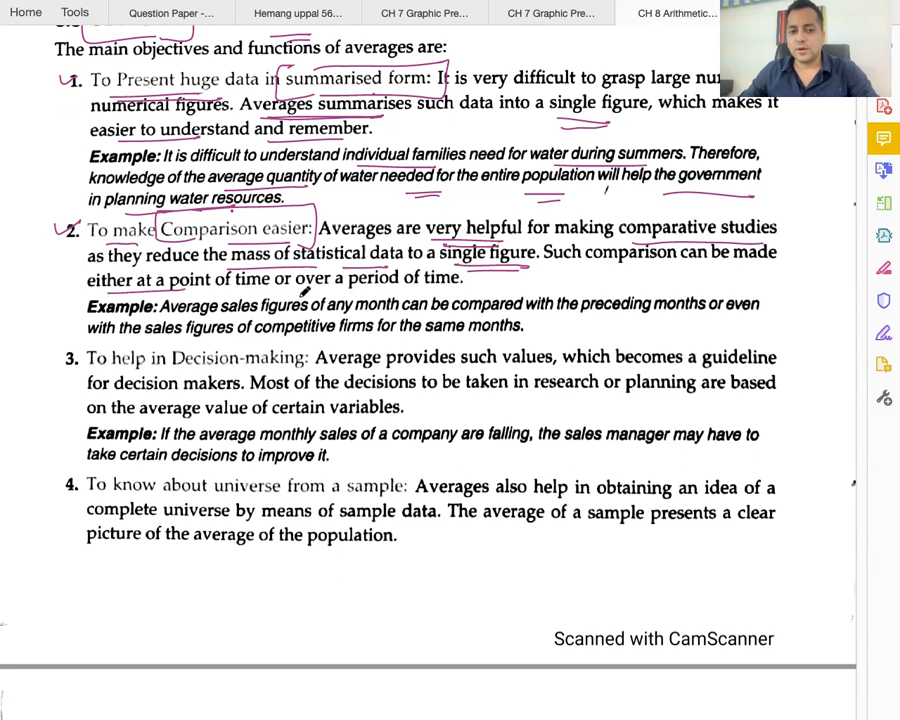 Home Tools Question Paper -... Hemang uppal 56... CH 7 Graphic Pre... CH 7 Graphic Pre... CH 8 Arithmetic...
The main objectives and functions of averages are:
1. To Present huge data in summarised form: It is very difficult to grasp large
numerical figures. Averages summarises such data into a single figure, which makes it
easier to understand and remember.
Example: It is difficult to understand individual families need for water during summers. Therefore,
knowledge of the average quantity of water needed for the entire population will help the government
in planning water resources.
2. To make Comparison easier: Averages are very helpful for making comparative studies
as they reduce the mass of statistical data to a single figure. Such comparison can be made
either at a point of time or over a period of time.
Example: Average sales figures of any month can be compared with the preceding months or even
with the sales figures of competitive firms for the same months.
3. To help in Decision-making: Average provides such values, which becomes a guideline
for decision makers. Most of the decisions to be taken in research or planning are based
on the average value of certain variables.
Example: If the average monthly sales of a company are falling, the sales manager may have to
take certain decisions to improve it.
4. To know about universe from a sample: Averages also help in obtaining an idea of a
complete universe by means of sample data. The average of a sample presents a clear
picture of the average of the population.
Scanned with CamScanner